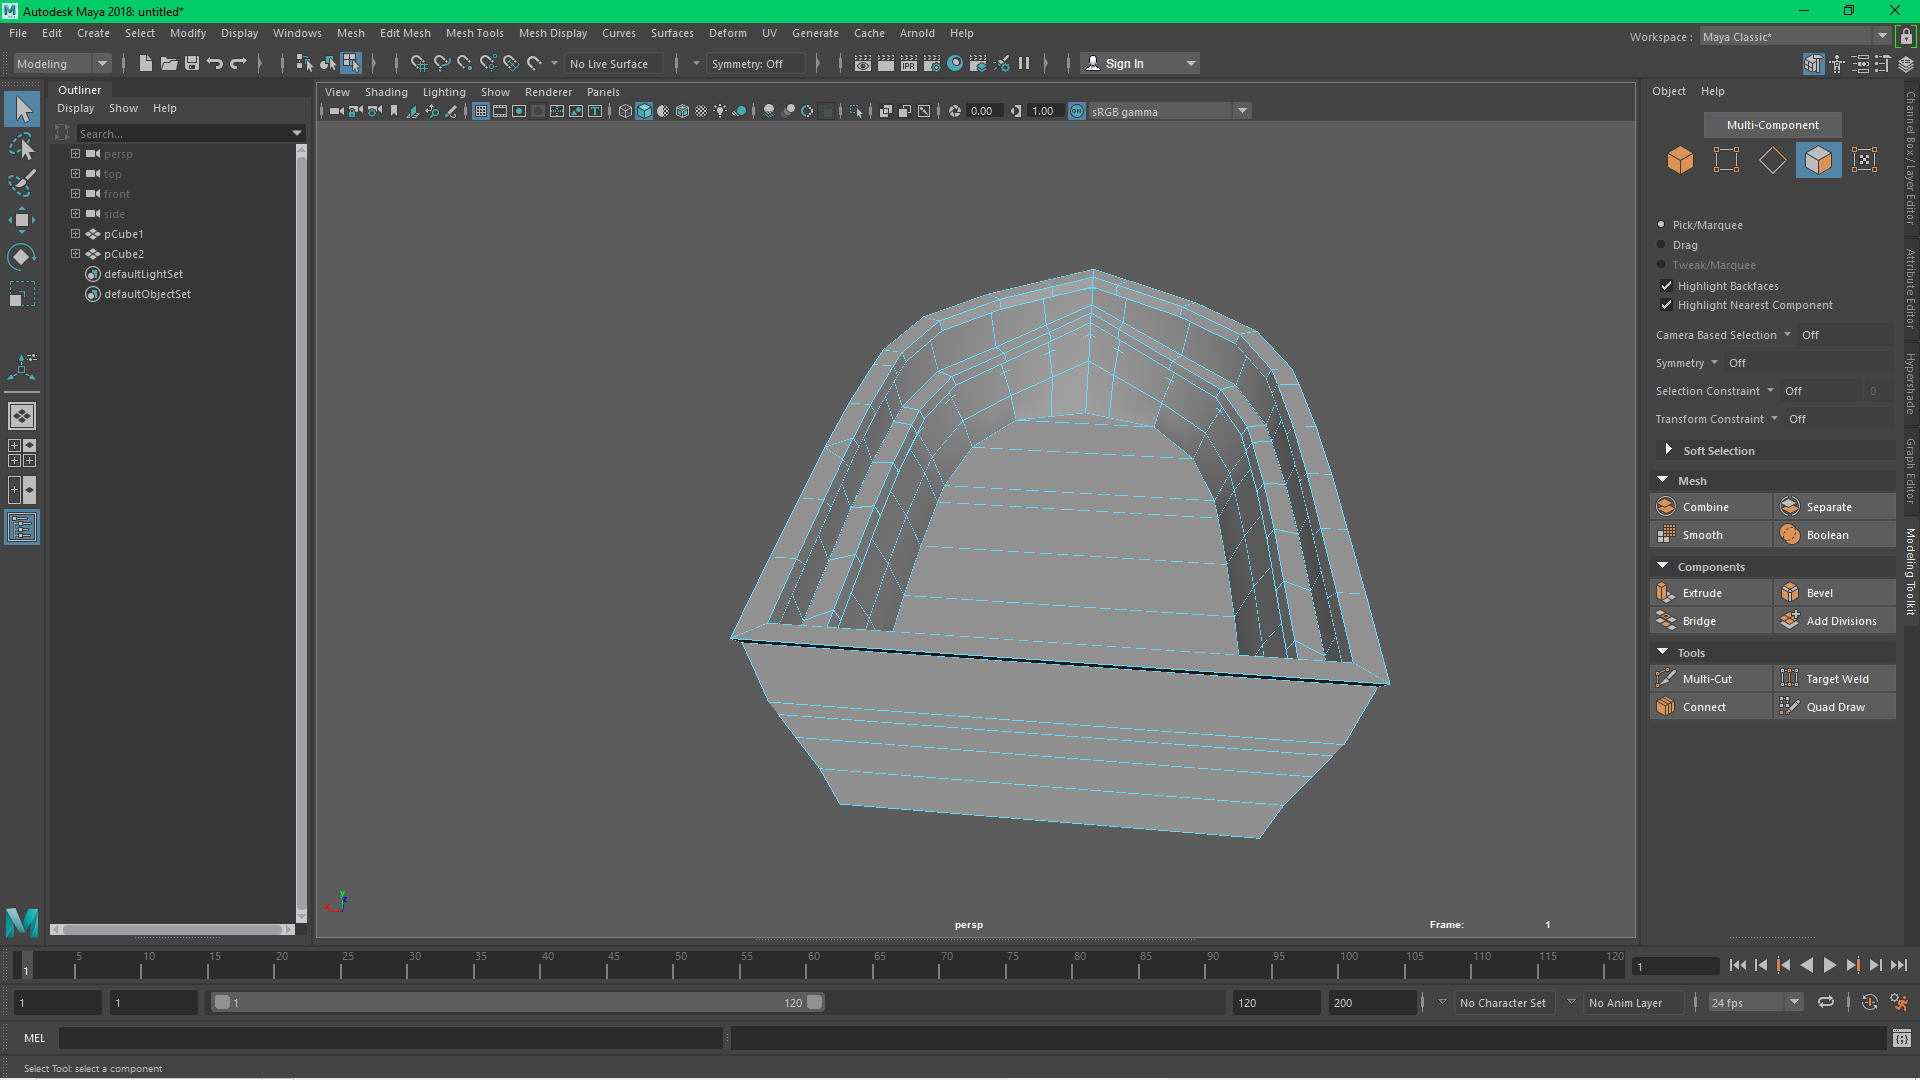 Autodesk Maya 2018: untitled*
File Edit Create Select Modify Display Windows Mesh Edit Mesh Mesh Tools Mesh Display Curves Surfaces Deform UV Generate Cache Arnold Help
Workspace : Maya Classic*
Modeling No Live Surface Symmetry: Off IPR Sign In
Outliner
Display Show Help
Search...
persp
top
front
side
pCube1
pCube2
defaultLightSet
defaultObjectSet
View Shading Lighting Show Renderer Panels
0.00 1.00 ON sRGB gamma
y
x
z
persp
Frame: 1
Object Help
Multi-Component
Pick/Marquee
Drag
Tweak/Marquee
Highlight Backfaces
Highlight Nearest Component
Camera Based Selection Off
Symmetry Off
Selection Constraint Off 0
Transform Constraint Off
Soft Selection
Mesh
Combine Separate
Smooth Boolean
Components
Extrude Bevel
Bridge Add Divisions
Tools
Multi-Cut Target Weld
Connect Quad Draw
Channel Box / Layer Editor
Attribute Editor
Hypershade
Graph Editor
Modeling Toolkit
M
1 5 10 15 20 25 30 35 40 45 50 55 60 65 70 75 80 85 90 95 100 105 110 115 120 1
1 1 1 120 120 200 No Character Set No Anim Layer 24 fps
MEL
Select Tool: select a component